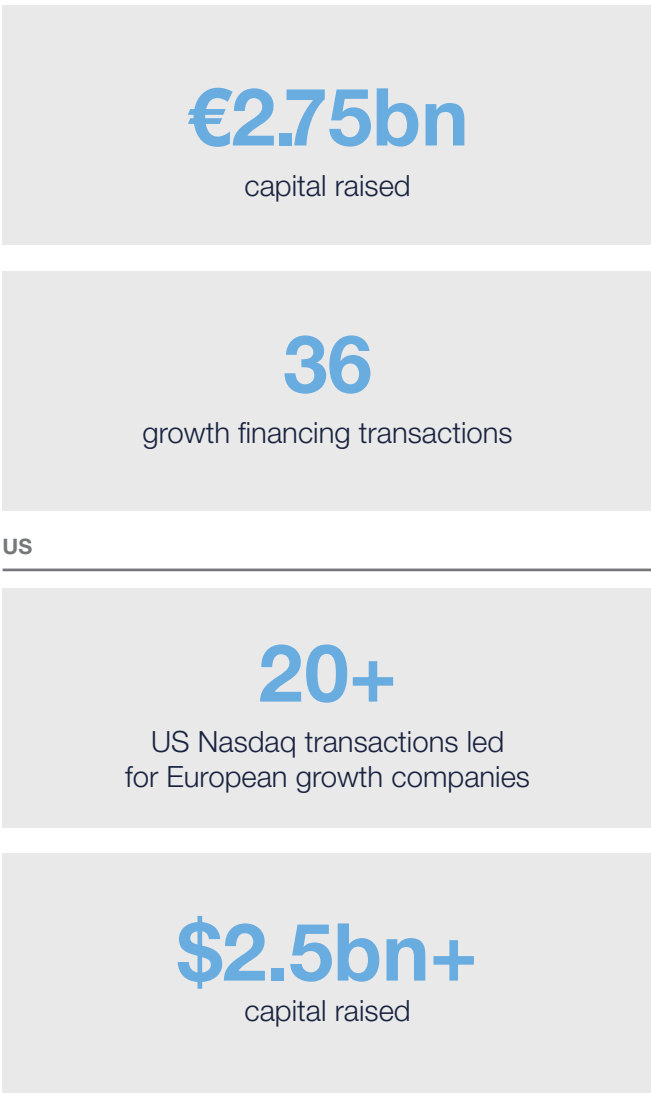 €2.75bn
capital raised
36
growth financing transactions
US
20+
US Nasdaq transactions led
for European growth companies
$2.5bn+
capital raised